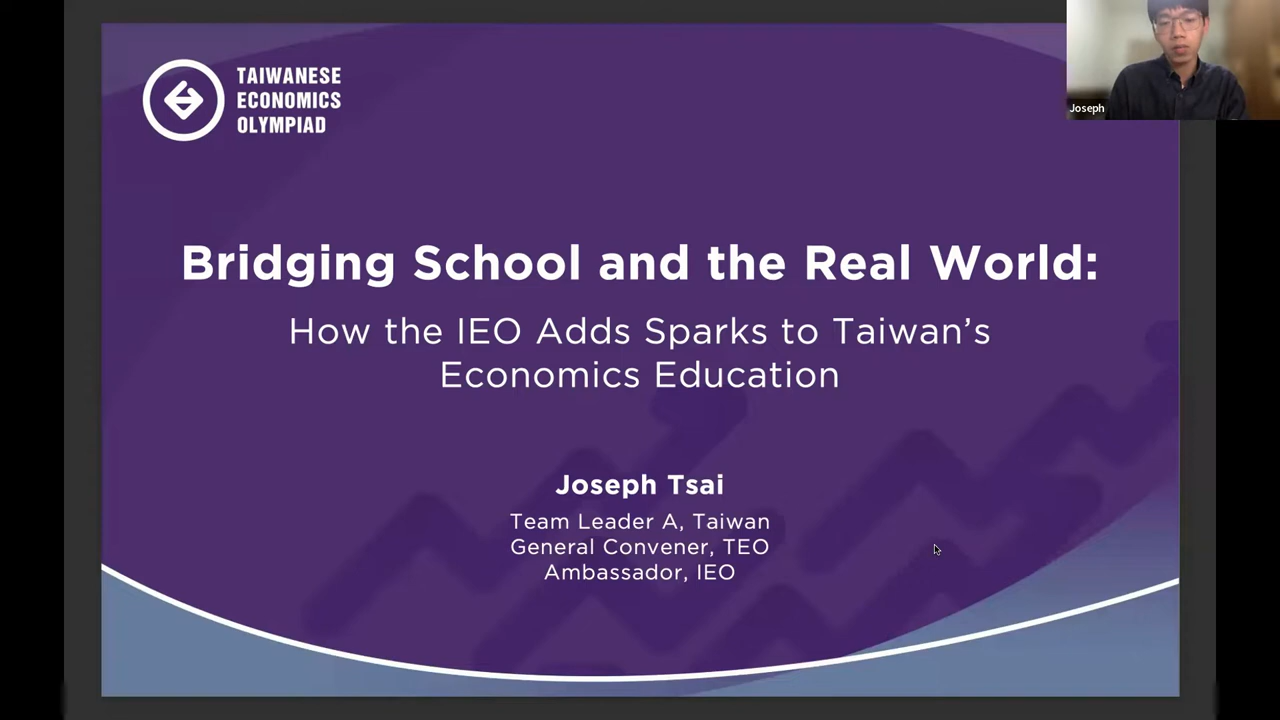 TAIWANESE
ECONOMICS
OLYMPIAD
Joseph
Bridging School and the Real World:
How the IEO Adds Sparks to Taiwan’s
Economics Education
Joseph Tsai
Team Leader A, Taiwan
General Convener, TEO
Ambassador, IEO